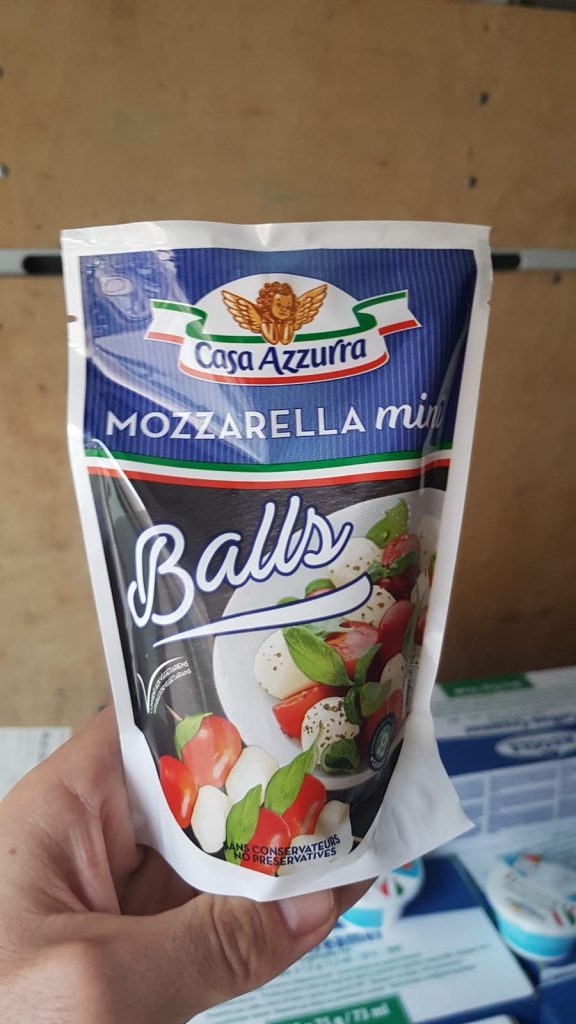 Casa Azzurra
MOZZARELLA mini
Balls
SANS CONSERVATEURS
NO PRESERVATIVES